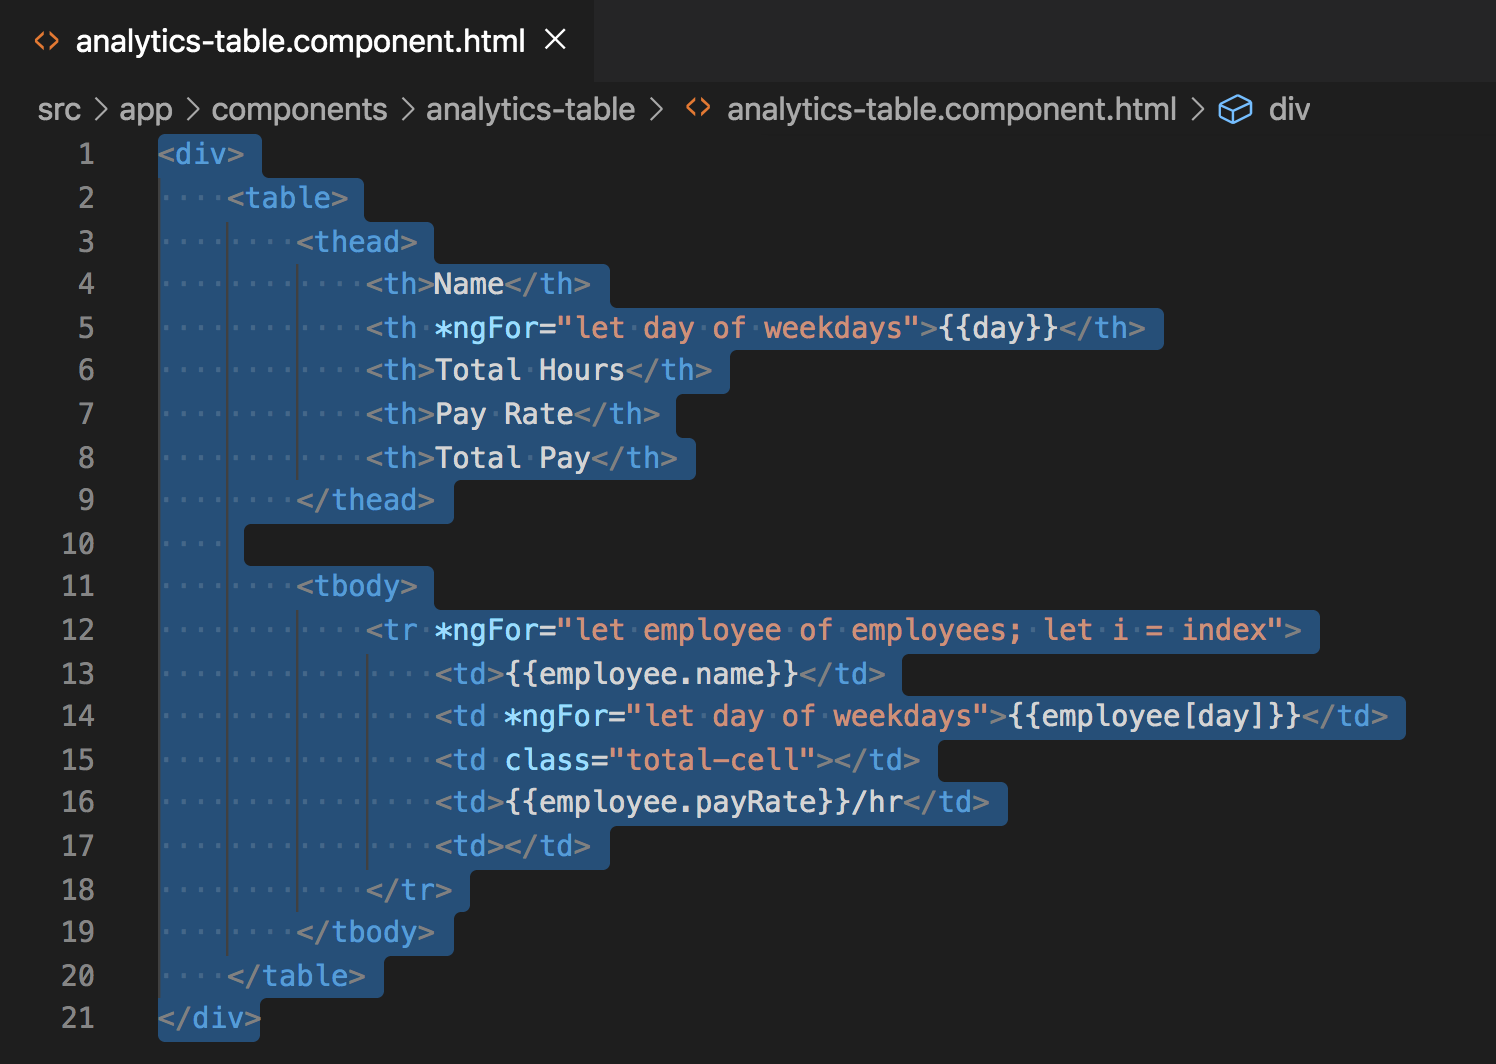 analytics-table.component.html
src > app > components > analytics-table > analytics-table.component.html > div
1 <div>
2     <table>
3         <thead>
4             <th>Name</th>
5             <th *ngFor="let day of weekdays">{{day}}</th>
6             <th>Total Hours</th>
7             <th>Pay Rate</th>
8             <th>Total Pay</th>
9         </thead>
10
11         <tbody>
12             <tr *ngFor="let employee of employees; let i = index">
13                 <td>{{employee.name}}</td>
14                 <td *ngFor="let day of weekdays">{{employee[day]}}</td>
15                 <td class="total-cell"></td>
16                 <td>{{employee.payRate}}/hr</td>
17                 <td></td>
18             </tr>
19         </tbody>
20     </table>
21 </div>